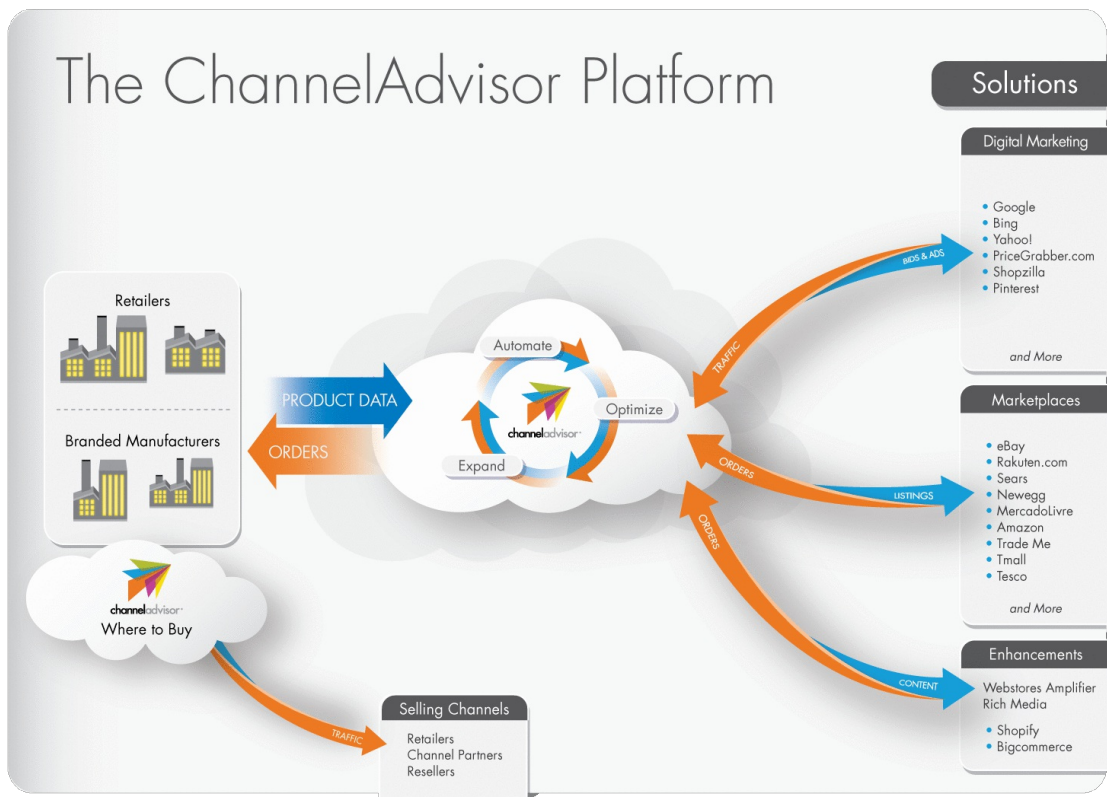 The ChannelAdvisor Platform
Solutions
Digital Marketing
• Google
• Bing
• Yahoo!
• PriceGrabber.com
• Shopzilla
• Pinterest
and More
BIDS & ADS
TRAFFIC
Retailers
Branded Manufacturers
PRODUCT DATA
ORDERS
Automate
Optimize
Expand
channeladvisor™
Marketplaces
• eBay
• Rakuten.com
• Sears
• Newegg
• MercadoLivre
• Amazon
• Trade Me
• Tmall
• Tesco
and More
ORDERS
LISTINGS
ORDERS
CONTENT
Enhancements
Webstores Amplifier
Rich Media
• Shopify
• Bigcommerce
channeladvisor™
Where to Buy
TRAFFIC
Selling Channels
Retailers
Channel Partners
Resellers